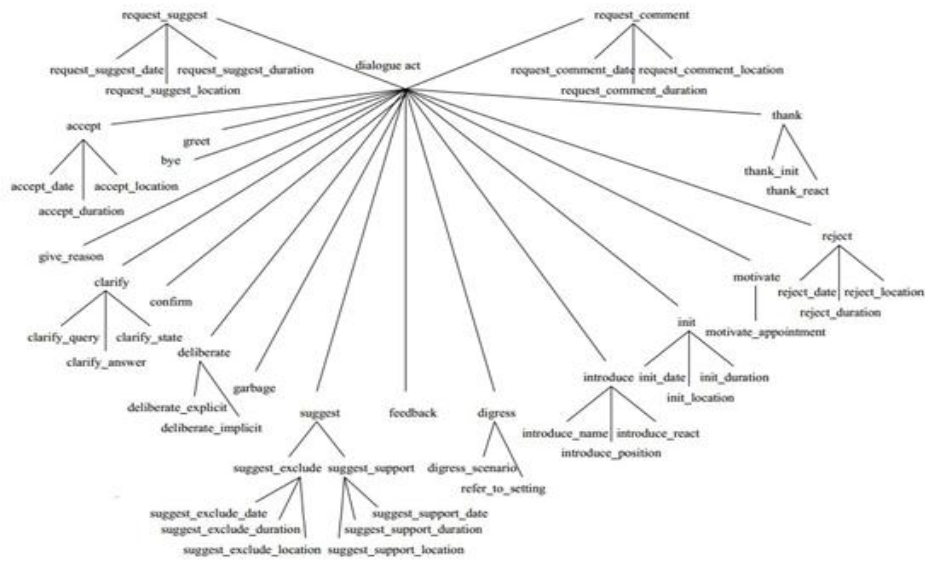 request_suggest
request_comment
dialogue act
request_suggest_date request_suggest_duration
request_suggest_location
request_comment_date request_comment_location
request_comment_duration
accept
thank
greet
bye
accept_date accept_location
accept_duration
thank_init
thank_react
give_reason
reject
clarify
confirm
motivate
reject_date reject_location
reject_duration
clarify_query clarify_state
clarify_answer
init
motivate_appointment
deliberate
garbage
introduce init_date init_duration
init_location
deliberate_explicit
deliberate_implicit
suggest
feedback
digress
introduce_name introduce_react
introduce_position
suggest_exclude suggest_support
digress_scenario
refer_to_setting
suggest_exclude_date
suggest_exclude_duration
suggest_exclude_location
suggest_support_date
suggest_support_duration
suggest_support_location